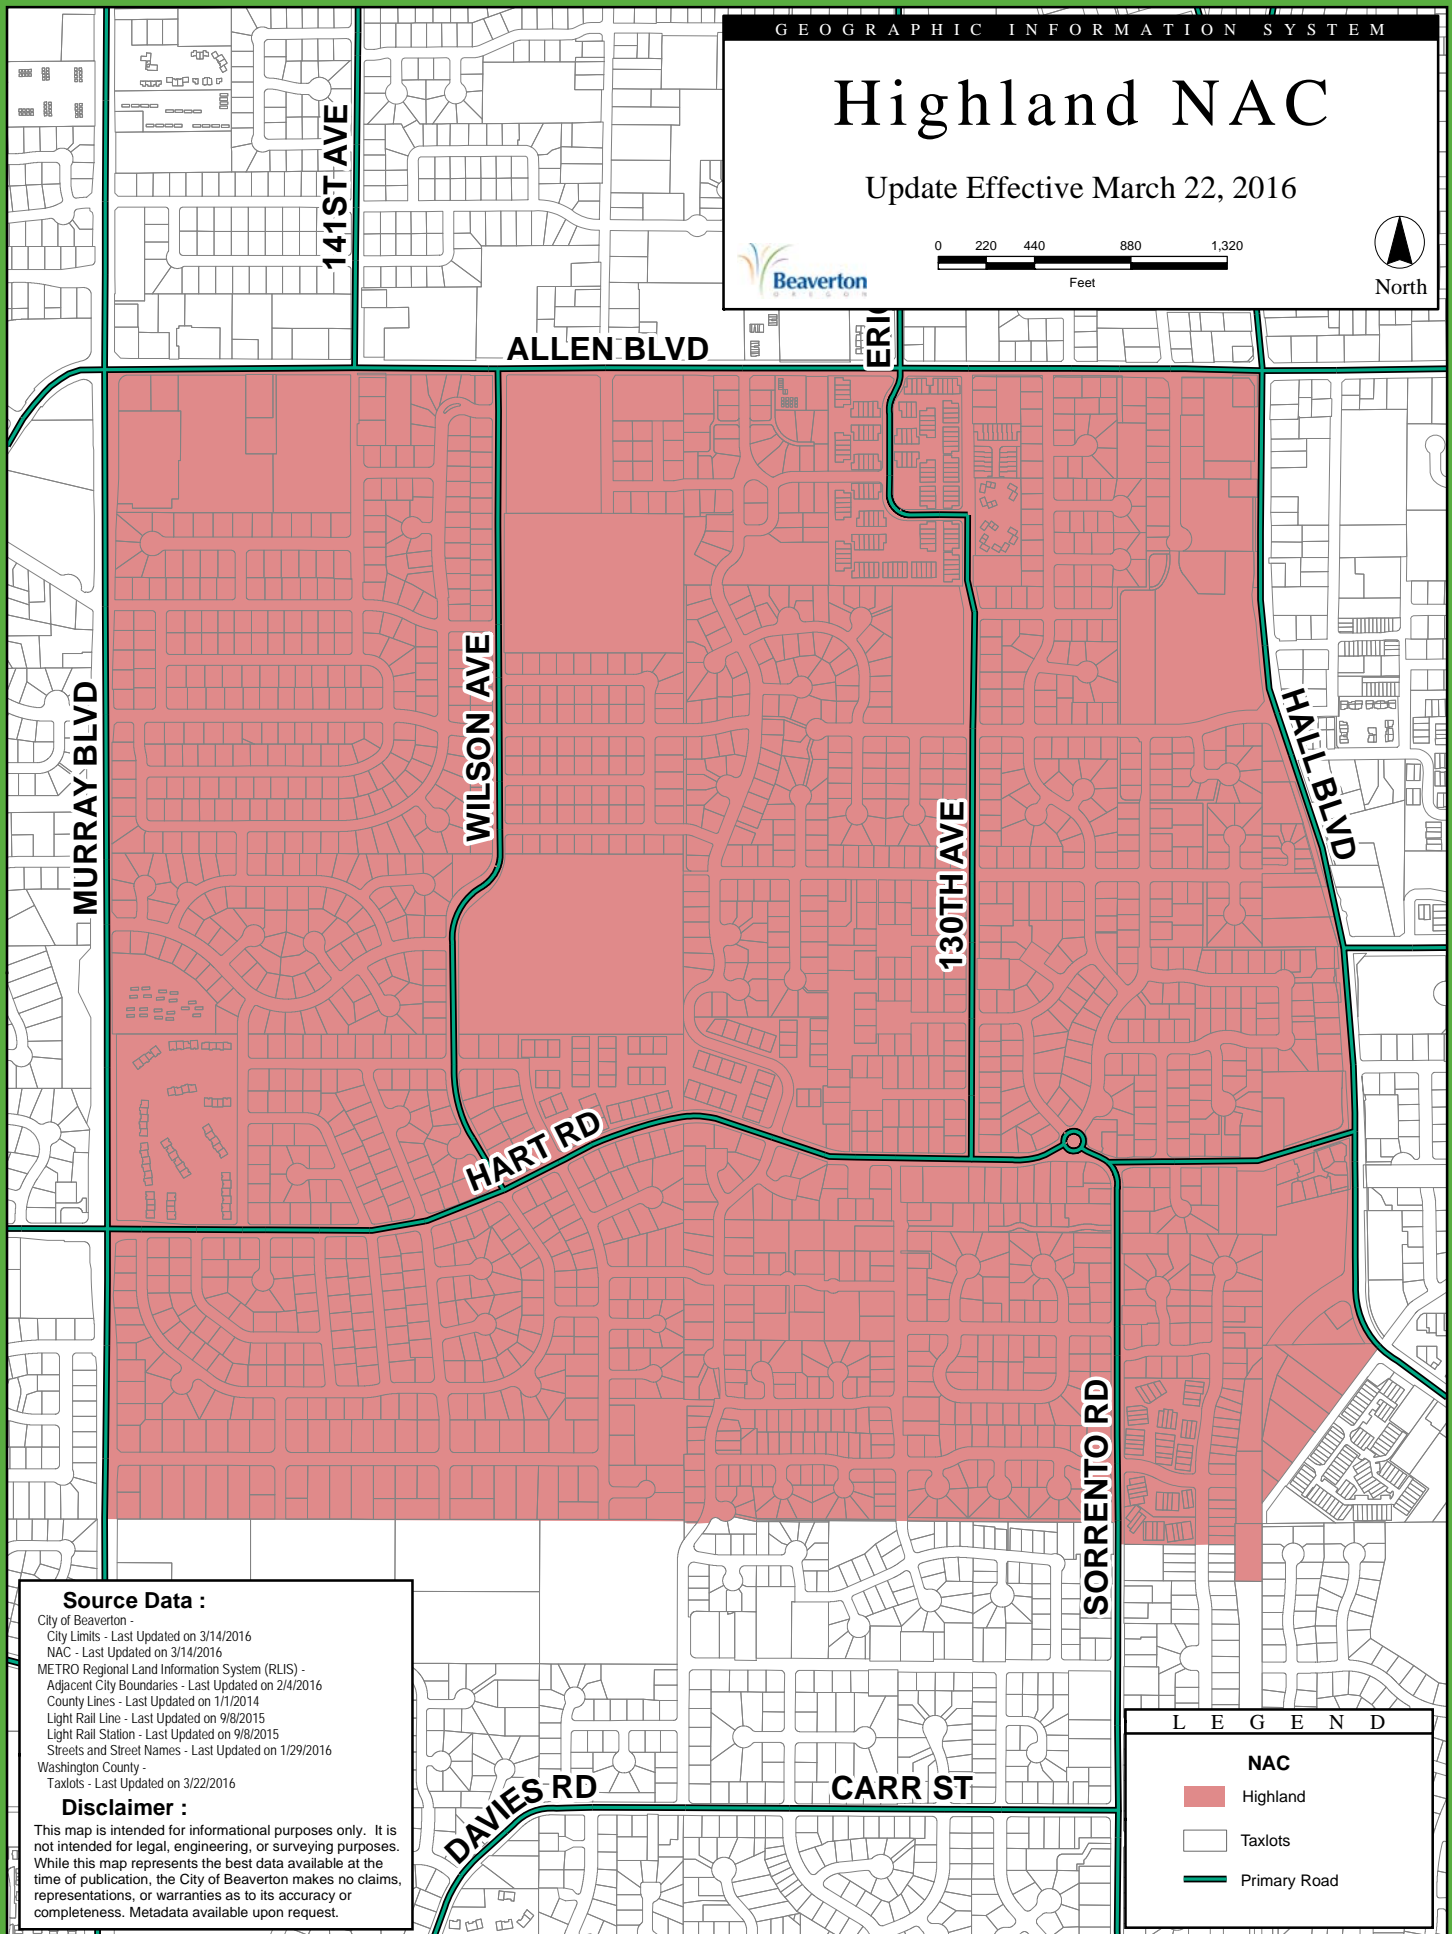 GEOGRAPHIC INFORMATION SYSTEM
Highland NAC
Update Effective March 22, 2016
Beaverton
OREGON
0 220 440 880 1,320
Feet
North
141ST AVE
ALLEN BLVD
ERIC
MURRAY BLVD
WILSON AVE
HALL BLVD
130TH AVE
HART RD
SORRENTO RD
DAVIES RD
CARR ST
Source Data :
City of Beaverton -
City Limits - Last Updated on 3/14/2016
NAC - Last Updated on 3/14/2016
METRO Regional Land Information System (RLIS) -
Adjacent City Boundaries - Last Updated on 2/4/2016
County Lines - Last Updated on 1/1/2014
Light Rail Line - Last Updated on 9/8/2015
Light Rail Station - Last Updated on 9/8/2015
Streets and Street Names - Last Updated on 1/29/2016
Washington County -
Taxlots - Last Updated on 3/22/2016
Disclaimer :
This map is intended for informational purposes only. It is
not intended for legal, engineering, or surveying purposes.
While this map represents the best data available at the
time of publication, the City of Beaverton makes no claims,
representations, or warranties as to its accuracy or
completeness. Metadata available upon request.
LEGEND
NAC
Highland
Taxlots
Primary Road